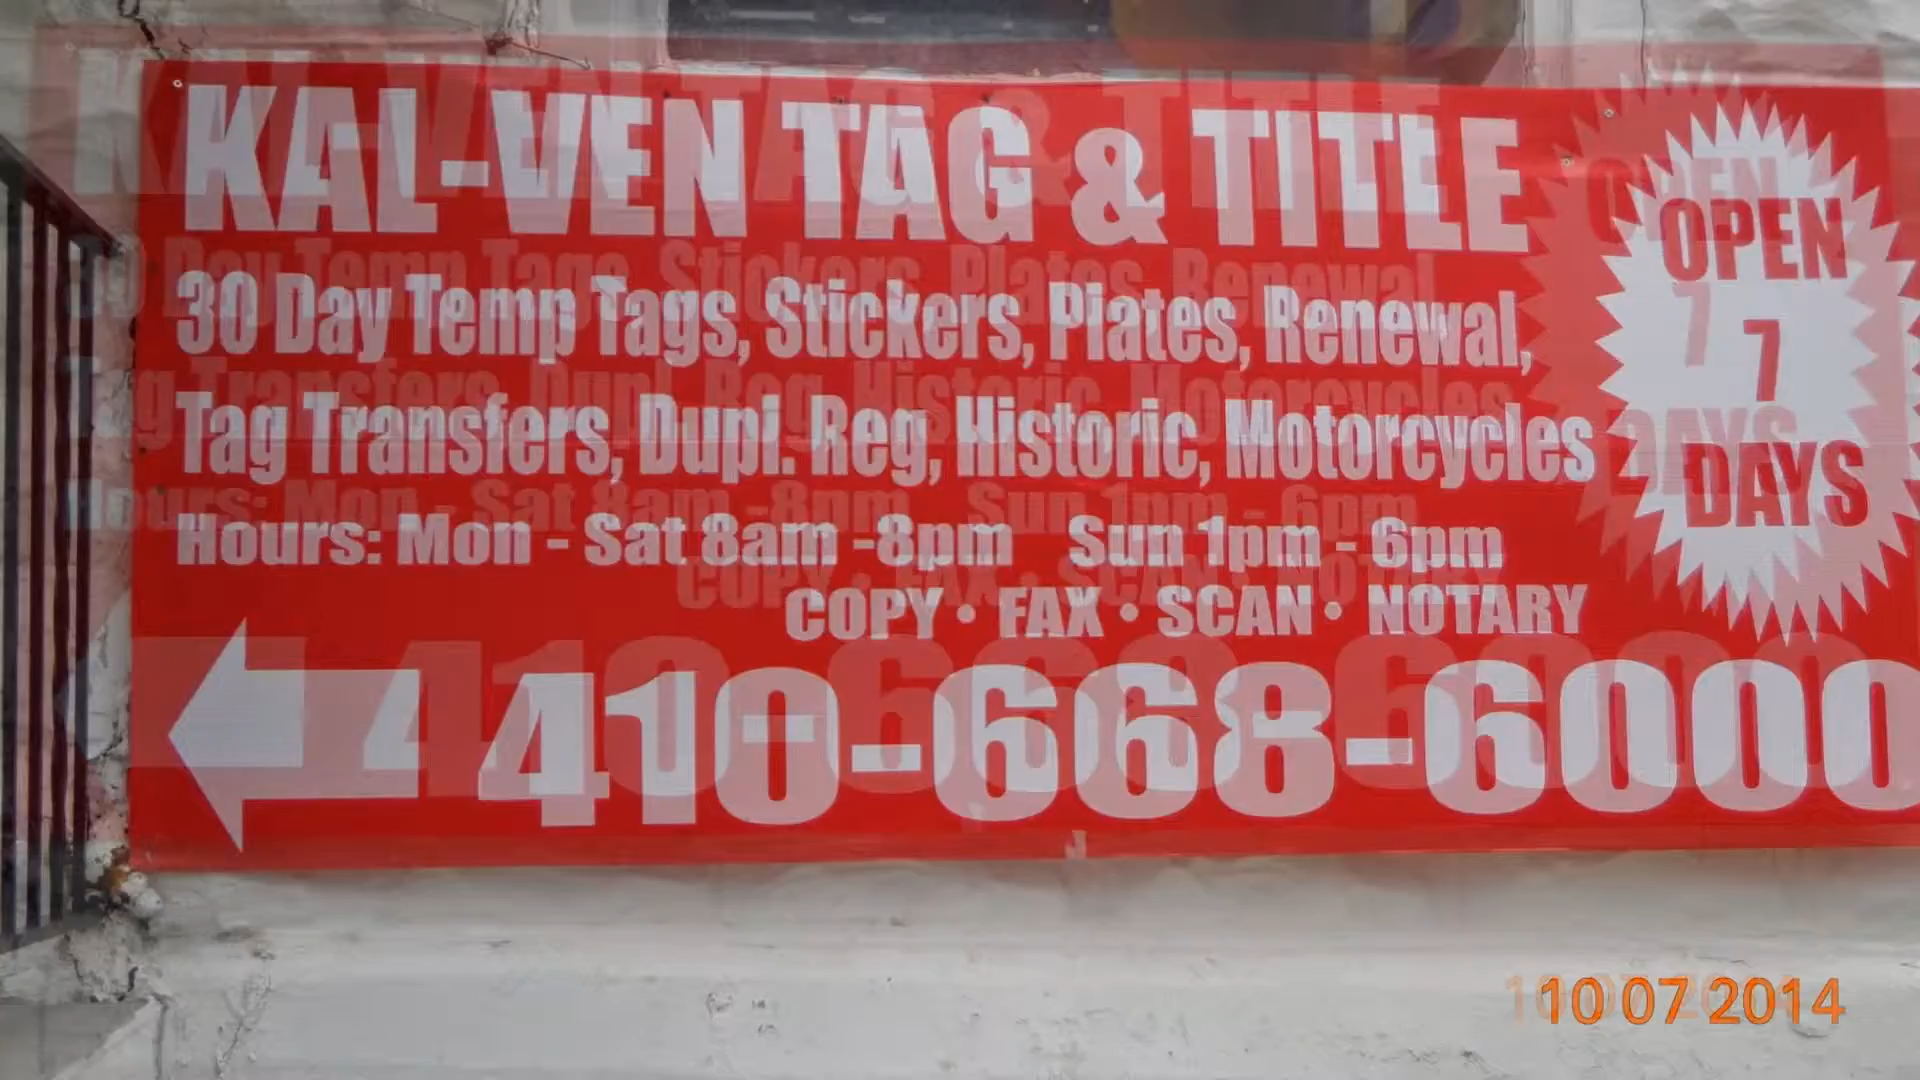 KAL-VEN TAG & TITLE
30 Day Temp Tags, Stickers, Plates, Renewal,
Tag Transfers, Dupl. Reg, Historic, Motorcycles
Hours: Mon - Sat 8am -8pm Sun 1pm - 6pm
COPY • FAX • SCAN • NOTARY
410-668-6000
OPEN
7
DAYS
10 07 2014